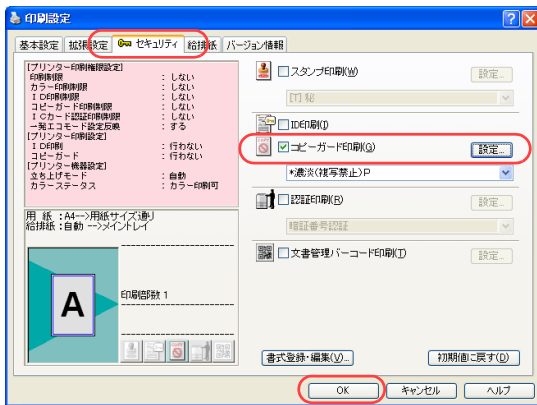 印刷設定
基本設定 拡張設定 セキュリティ 給排紙 バージョン情報
[プリンター印刷権限設定]
印刷制限 : しない
カラー印刷制限 : しない
ＩＤ印刷制限 : しない
コピーガード印刷制限 : しない
ＩＣカード認証印刷制限 : しない
一発エコモード設定反映 : する
[プリンター印刷設定]
ＩＤ印刷 : 行わない
コピーガード : 行わない
[プリンター機器設定]
立ち上げモード : 自動
カラーステータス : カラー印刷可
用 紙 : A4-->用紙サイズ通り
給排紙 : 自動 -->メイントレイ
A
印刷部数 1
スタンプ印刷(W) 設定...
[T] 秘
ID印刷(I)
コピーガード印刷(G) 設定...
*濃淡(複写禁止)P
認証印刷(R)
暗証番号認証
文書管理バーコード印刷(T) 設定...
書式登録・編集(V)... 初期値に戻す(D)
OK キャンセル ヘルプ